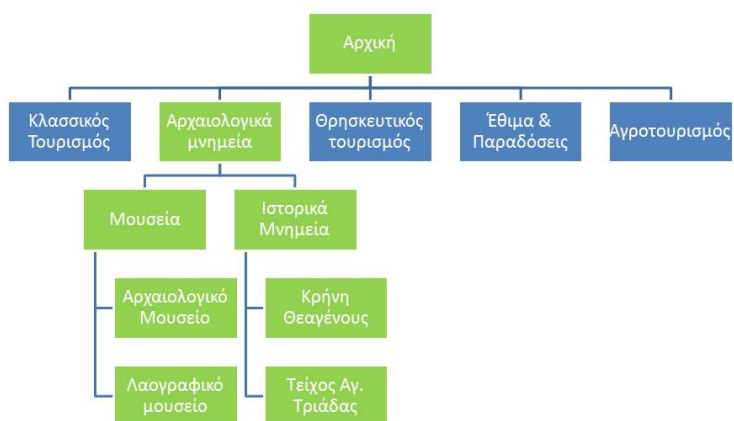 Αρχική
Κλασσικός
Τουρισμός
Αρχαιολογικά
μνημεία
Θρησκευτικός
τουρισμός
Έθιμα &
Παραδόσεις
Αγροτουρισμός
Μουσεία
Ιστορικά
Μνημεία
Αρχαιολογικό
Μουσείο
Κρήνη
Θεαγένους
Λαογραφικό
μουσείο
Τείχος Αγ.
Τριάδας